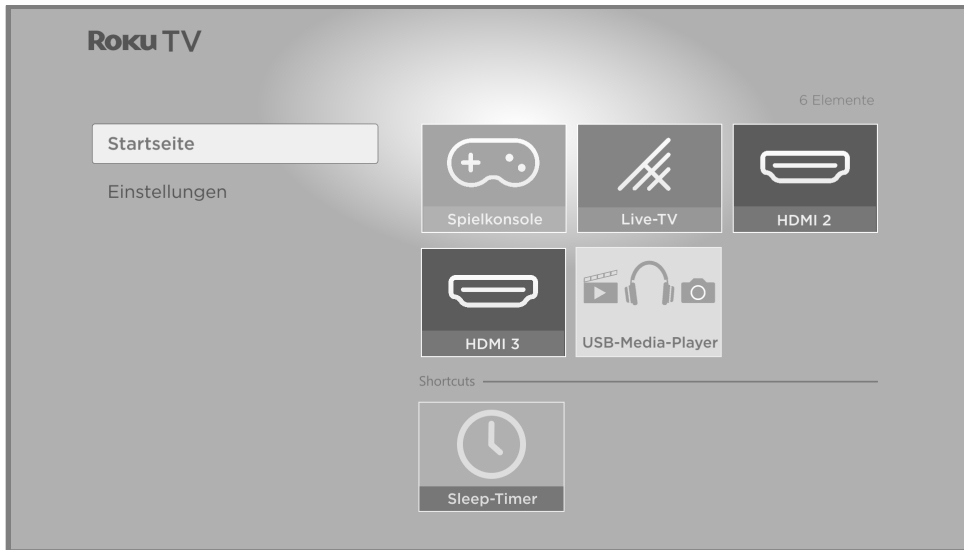 Roku TV
6 Elemente
Startseite
Einstellungen
Spielkonsole
Live-TV
HDMI 2
HDMI 3
USB-Media-Player
Shortcuts
Sleep-Timer